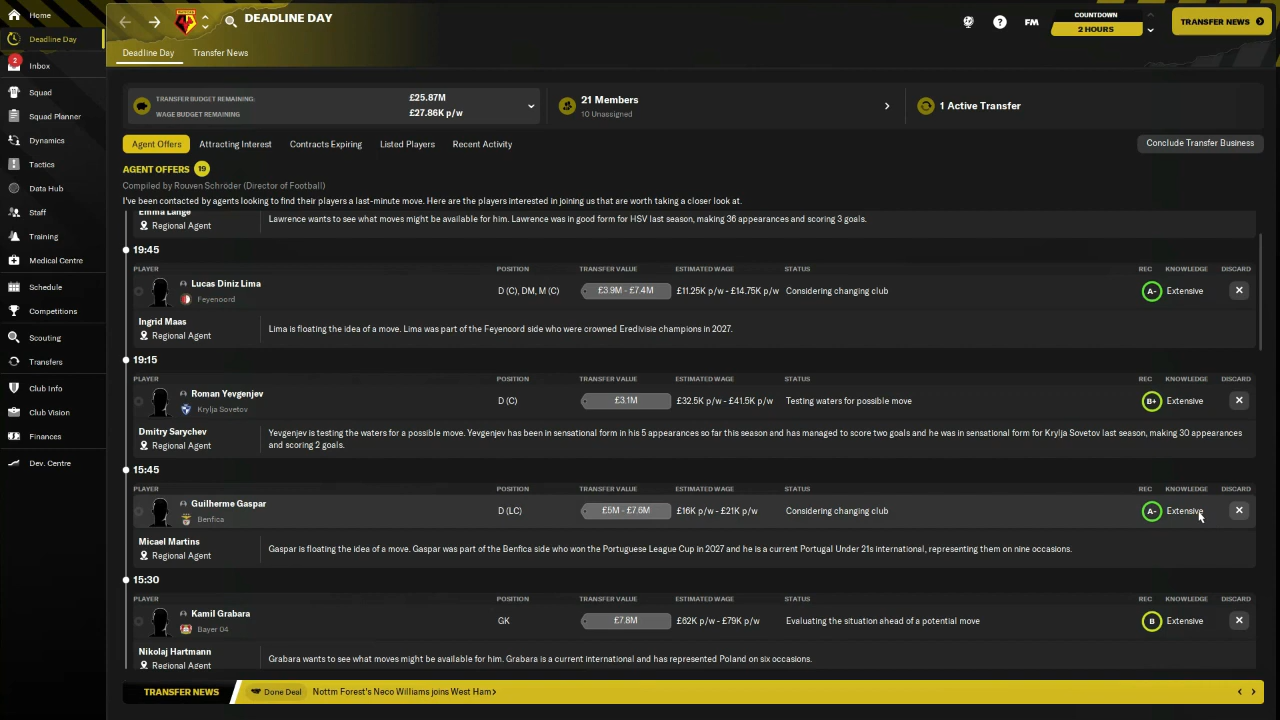 Home
DEADLINE DAY
COUNTDOWN
2 HOURS
FM
TRANSFER NEWS
Deadline Day
Deadline Day
Transfer News
2
Inbox
Squad
Squad Planner
Dynamics
Tactics
Data Hub
Staff
Training
Medical Centre
Schedule
Competitions
Scouting
Transfers
Club Info
Club Vision
Finances
Dev. Centre
TRANSFER BUDGET REMAINING: £25.87M
WAGE BUDGET REMAINING £27.86K p/w
21 Members
10 Unassigned
1 Active Transfer
Agent Offers
Attracting Interest
Contracts Expiring
Listed Players
Recent Activity
Conclude Transfer Business
AGENT OFFERS 19
Compiled by Rouven Schröder (Director of Football)
I've been contacted by agents looking to find their players a last-minute move. Here are the players interested in joining us that are worth taking a closer look at.
Emma Lange
Regional Agent
Lawrence wants to see what moves might be available for him. Lawrence was in good form for HSV last season, making 36 appearances and scoring 3 goals.
19:45
PLAYER POSITION TRANSFER VALUE ESTIMATED WAGE STATUS REC KNOWLEDGE DISCARD
Lucas Diniz Lima
Feyenoord
D (C), DM, M (C) £3.9M - £7.4M £11.25K p/w - £14.75K p/w Considering changing club A- Extensive
Ingrid Maas
Regional Agent
Lima is floating the idea of a move. Lima was part of the Feyenoord side who were crowned Eredivisie champions in 2027.
19:15
PLAYER POSITION TRANSFER VALUE ESTIMATED WAGE STATUS REC KNOWLEDGE DISCARD
Roman Yevgenjev
Krylja Sovetov
D (C) £3.1M £32.5K p/w - £41.5K p/w Testing waters for possible move B+ Extensive
Dmitry Sarychev
Regional Agent
Yevgenjev is testing the waters for a possible move. Yevgenjev has been in sensational form in his 5 appearances so far this season and has managed to score two goals and he was in sensational form for Krylja Sovetov last season, making 30 appearances
and scoring 2 goals.
15:45
PLAYER POSITION TRANSFER VALUE ESTIMATED WAGE STATUS REC KNOWLEDGE DISCARD
Guilherme Gaspar
Benfica
D (LC) £5M - £7.6M £16K p/w - £21K p/w Considering changing club A- Extensive
Micael Martins
Regional Agent
Gaspar is floating the idea of a move. Gaspar was part of the Benfica side who won the Portuguese League Cup in 2027 and he is a current Portugal Under 21s international, representing them on nine occasions.
15:30
PLAYER POSITION TRANSFER VALUE ESTIMATED WAGE STATUS REC KNOWLEDGE DISCARD
Kamil Grabara
Bayer 04
GK £7.8M £62K p/w - £79K p/w Evaluating the situation ahead of a potential move B Extensive
Nikolaj Hartmann
Regional Agent
Grabara wants to see what moves might be available for him. Grabara is a current international and has represented Poland on six occasions.
TRANSFER NEWS
Done Deal
Nottm Forest's Neco Williams joins West Ham